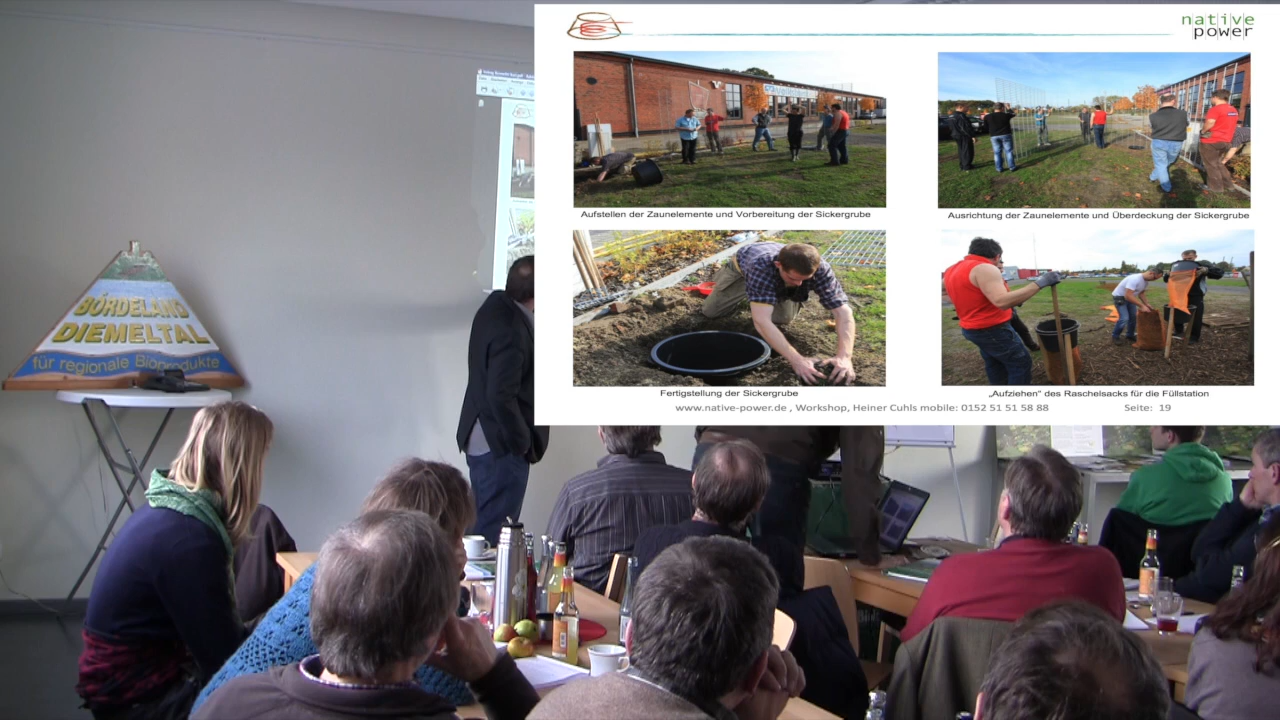 native
power
Aufstellen der Zaunelemente und Vorbereitung der Sickergrube
Ausrichtung der Zaunelemente und Überdeckung der Sickergrube
Fertigstellung der Sickergrube
„Aufziehen" des Raschelsacks für die Füllstation
www.native-power.de , Workshop, Heiner Cuhls mobile: 0152 51 51 58 88
Seite: 19
BÖRDELAND
DIEMELTAL
für regionale Bioprodukte